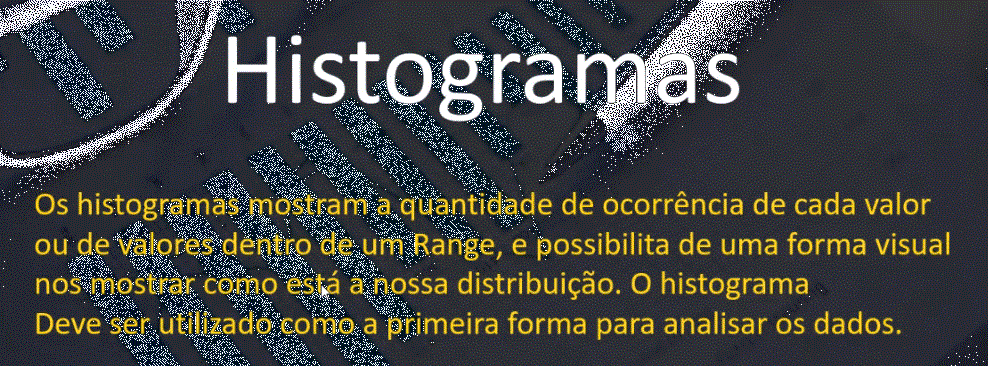 Histogramas
Os histogramas mostram a quantidade de ocorrência de cada valor
ou de valores dentro de um Range, e possibilita de uma forma visual
nos mostrar como está a nossa distribuição. O histograma
Deve ser utilizado como a primeira forma para analisar os dados.